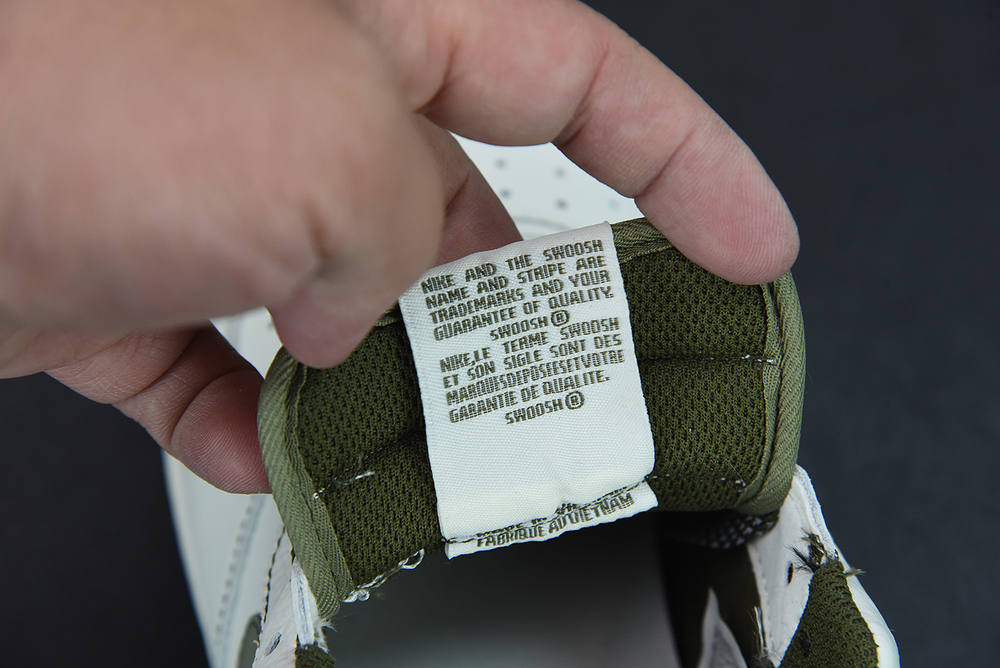 NIKE AND THE SWOOSH
NAME AND STRIPE ARE
TRADEMARKS AND YOUR
GUARANTEE OF QUALITY.
SWOOSH ®
NIKE,LE TERME SWOOSH
ET SON SIGLE SONT DES
MARQUESDEPOSEESETVOTRE
GARANTIE DE QUALITE.
SWOOSH ®
FABRIQUE AU VIETNAM